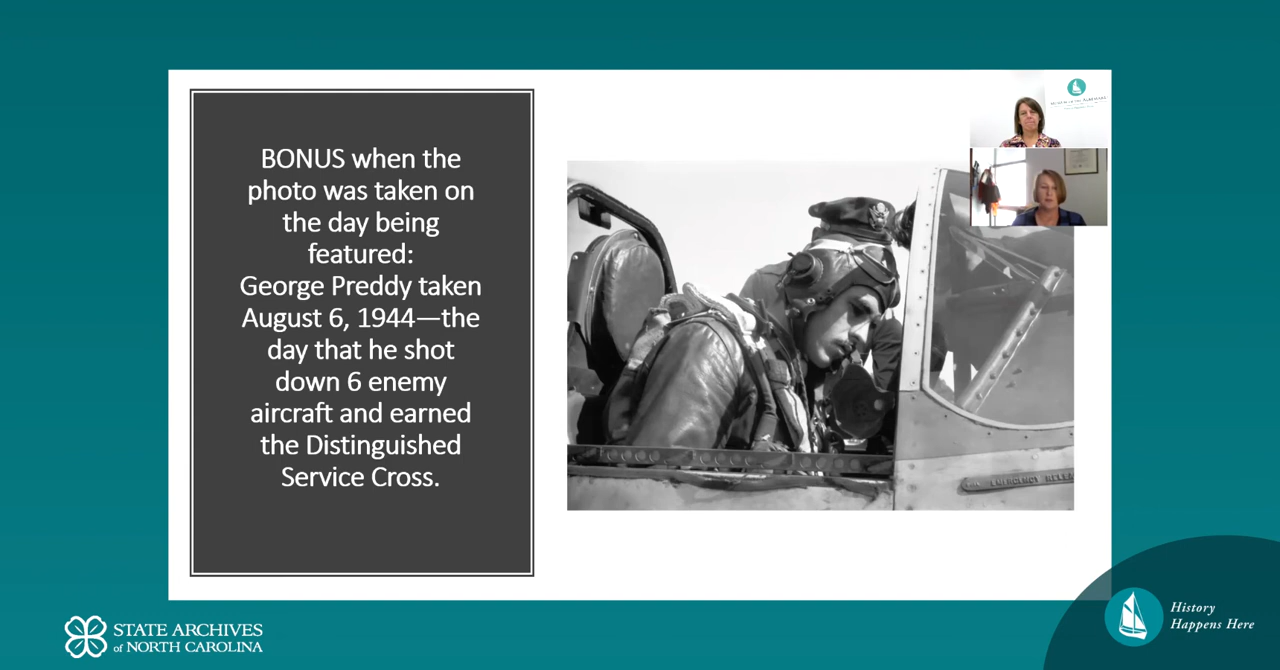 BONUS when the
photo was taken on
the day being
featured:
George Preddy taken
August 6, 1944—the
day that he shot
down 6 enemy
aircraft and earned
the Distinguished
Service Cross.
EMERGENCY
STATE ARCHIVES
of NORTH CAROLINA
History
Happens Here